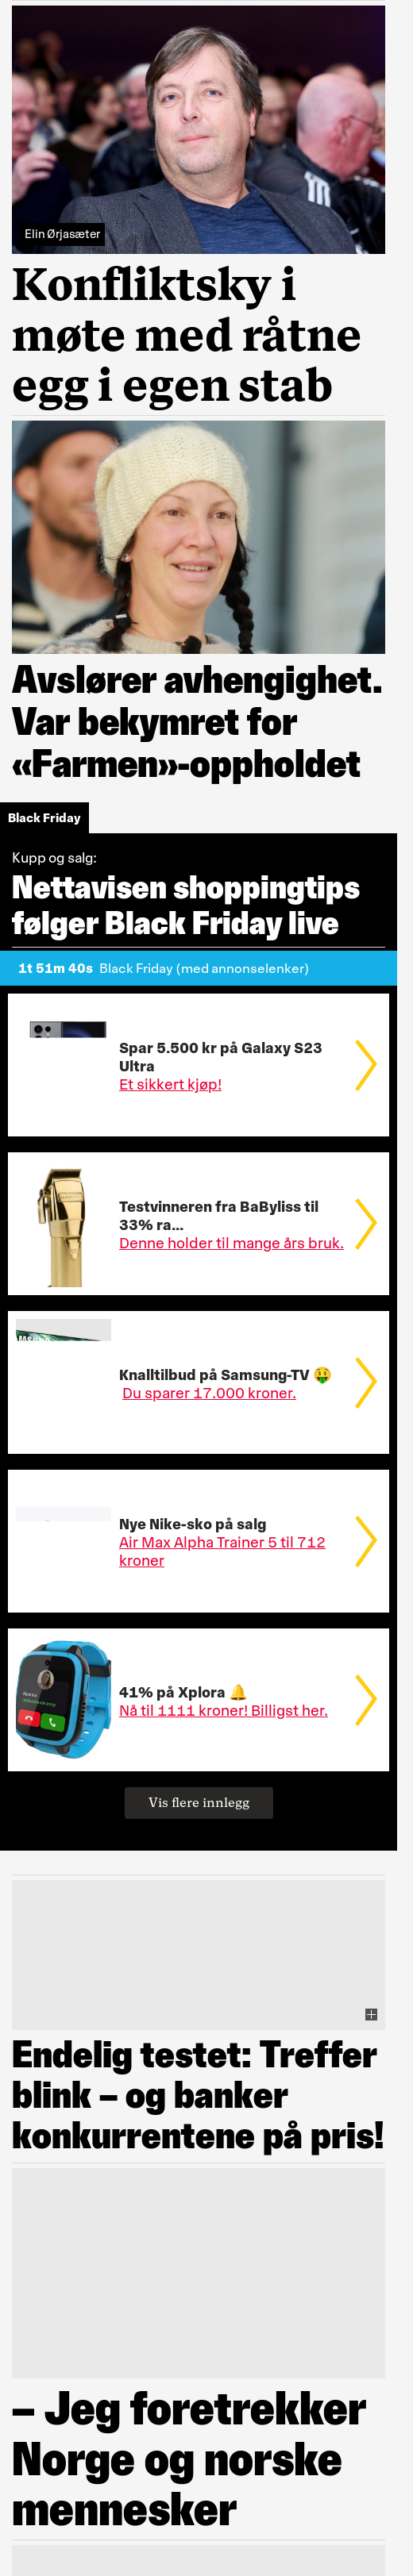 Elin Ørjasæter
Konfliktsky i
møte med råtne
egg i egen stab
Avslører avhengighet.
Var bekymret for
«Farmen»-oppholdet
Black Friday
Kupp og salg:
Nettavisen shoppingtips
følger Black Friday live
1t 51m 40s Black Friday (med annonselenker)
Spar 5.500 kr på Galaxy S23
Ultra
Et sikkert kjøp!
Testvinneren fra BaByliss til
33% ra...
Denne holder til mange års bruk.
Knalltilbud på Samsung-TV 🤑
Du sparer 17.000 kroner.
Nye Nike-sko på salg
Air Max Alpha Trainer 5 til 712
kroner
41% på Xplora 🔔
Nå til 1111 kroner! Billigst her.
Vis flere innlegg
Endelig testet: Treffer
blink – og banker
konkurrentene på pris!
– Jeg foretrekker
Norge og norske
mennesker